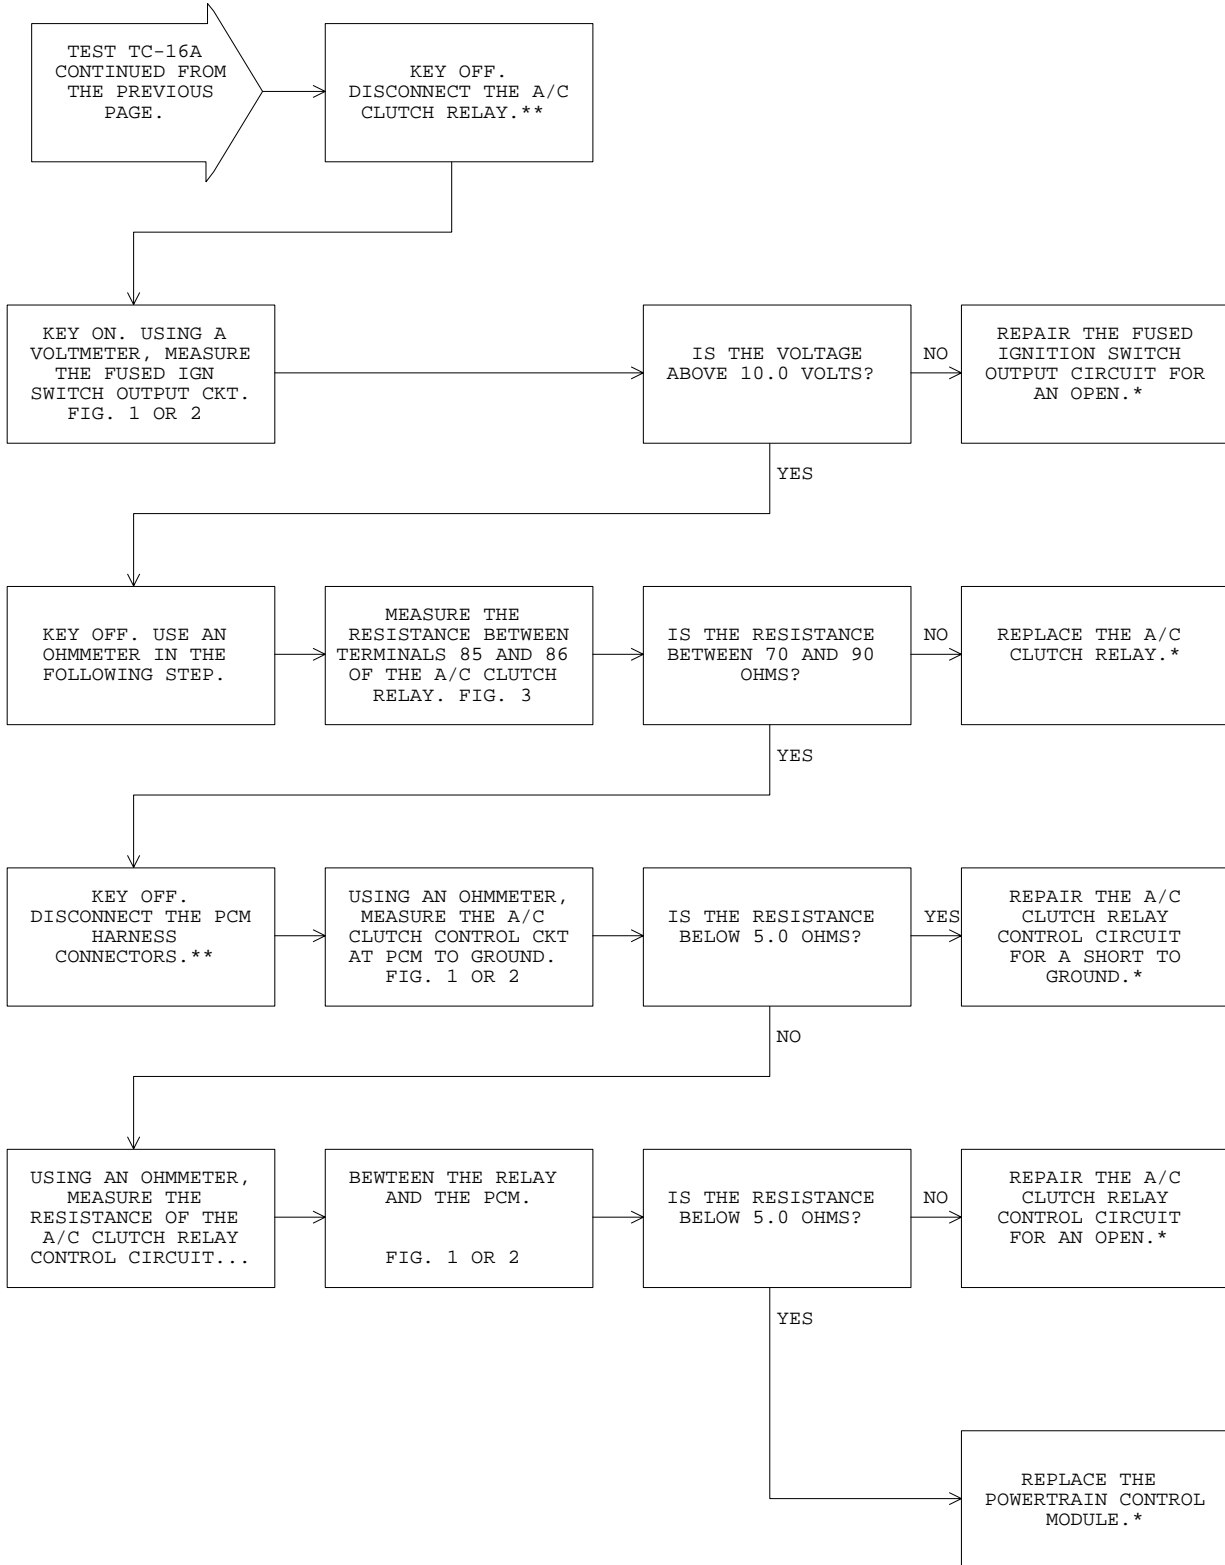 TEST TC-16A
CONTINUED FROM
THE PREVIOUS
PAGE.
KEY OFF.
DISCONNECT THE A/C
CLUTCH RELAY.**
KEY ON. USING A
VOLTMETER, MEASURE
THE FUSED IGN
SWITCH OUTPUT CKT.
FIG. 1 OR 2
IS THE VOLTAGE
ABOVE 10.0 VOLTS?
NO
REPAIR THE FUSED
IGNITION SWITCH
OUTPUT CIRCUIT FOR
AN OPEN.*
YES
KEY OFF. USE AN
OHMMETER IN THE
FOLLOWING STEP.
MEASURE THE
RESISTANCE BETWEEN
TERMINALS 85 AND 86
OF THE A/C CLUTCH
RELAY. FIG. 3
IS THE RESISTANCE
BETWEEN 70 AND 90
OHMS?
NO
REPLACE THE A/C
CLUTCH RELAY.*
YES
KEY OFF.
DISCONNECT THE PCM
HARNESS
CONNECTORS.**
USING AN OHMMETER,
MEASURE THE A/C
CLUTCH CONTROL CKT
AT PCM TO GROUND.
FIG. 1 OR 2
IS THE RESISTANCE
BELOW 5.0 OHMS?
YES
REPAIR THE A/C
CLUTCH RELAY
CONTROL CIRCUIT
FOR A SHORT TO
GROUND.*
NO
USING AN OHMMETER,
MEASURE THE
RESISTANCE OF THE
A/C CLUTCH RELAY
CONTROL CIRCUIT...
BEWTEEN THE RELAY
AND THE PCM.
FIG. 1 OR 2
IS THE RESISTANCE
BELOW 5.0 OHMS?
NO
REPAIR THE A/C
CLUTCH RELAY
CONTROL CIRCUIT
FOR AN OPEN.*
YES
REPLACE THE
POWERTRAIN CONTROL
MODULE.*